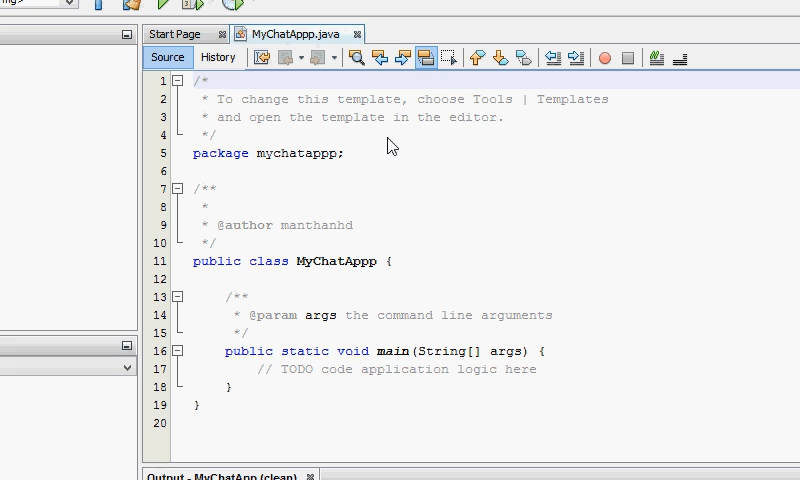 Start Page MyChatAppp.java
Source History
1 /*
2 * To change this template, choose Tools | Templates
3 * and open the template in the editor.
4 */
5 package mychatappp;
6
7 /**
8 *
9 * @author manthanhd
10 */
11 public class MyChatAppp {
12
13 /**
14 * @param args the command line arguments
15 */
16 public static void main(String[] args) {
17 // TODO code application logic here
18 }
19 }
20
Output - MyChatApp (clean)